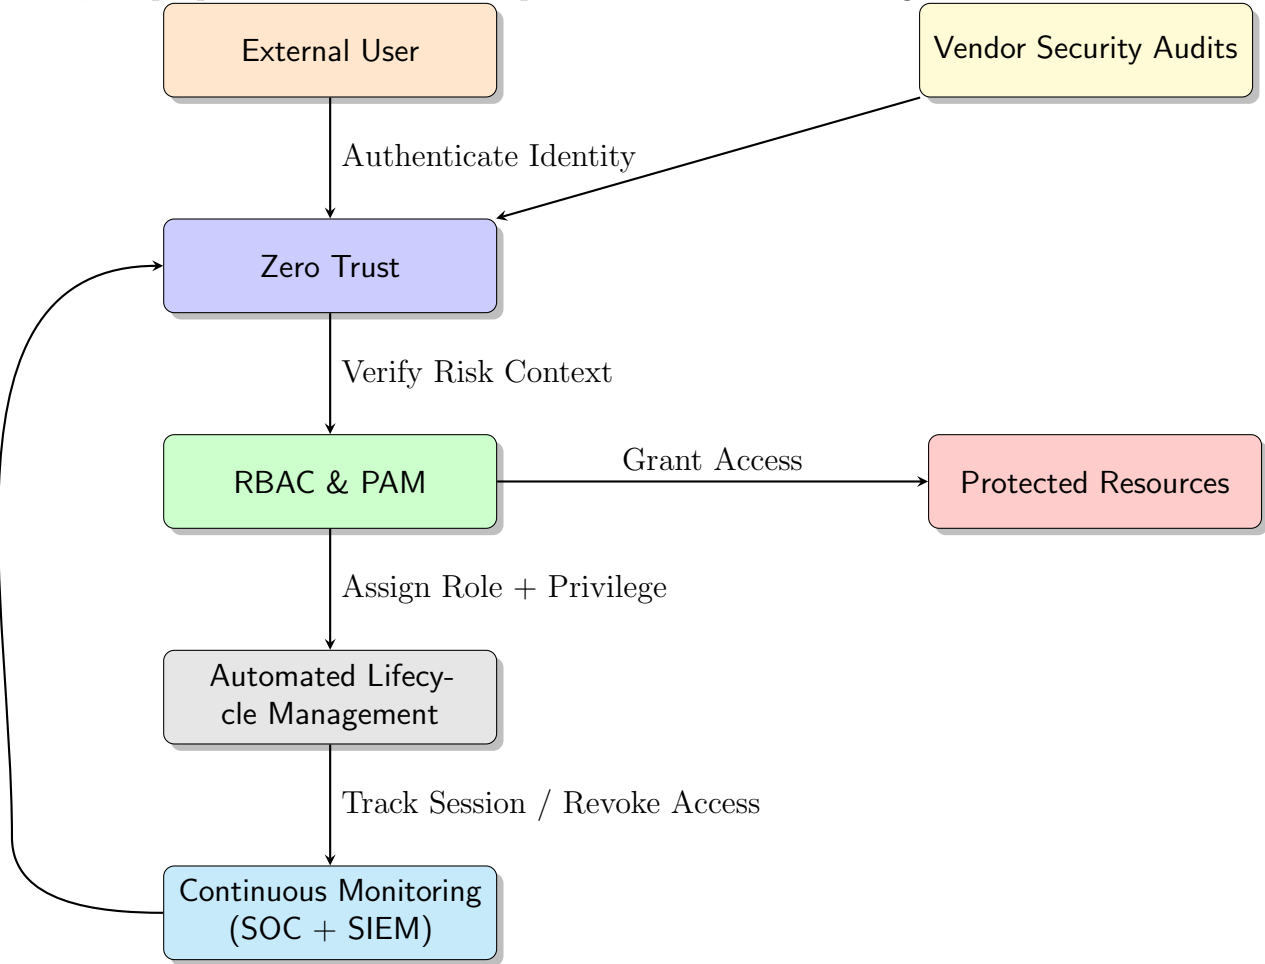 External User
Vendor Security Audits
Authenticate Identity
Zero Trust
Verify Risk Context
RBAC & PAM
Grant Access
Protected Resources
Assign Role + Privilege
Automated Lifecy-
cle Management
Track Session / Revoke Access
Continuous Monitoring
(SOC + SIEM)